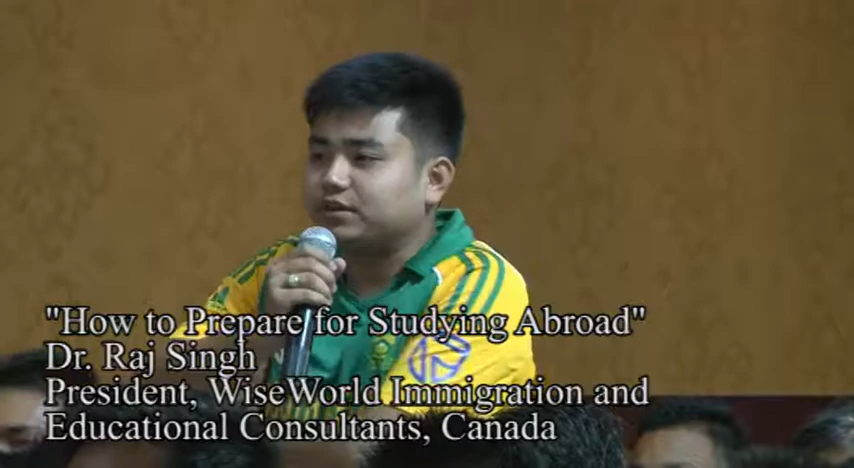 "How to Prepare for Studying Abroad"
Dr. Raj Singh
President, WiseWorld Immigration and
Educational Consultants, Canada